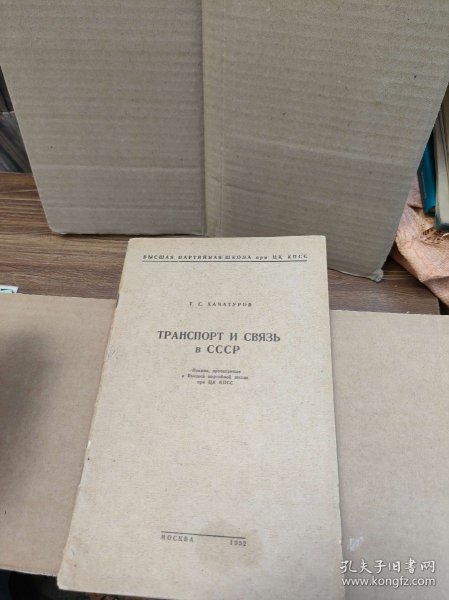 ВЫСШАЯ ПАРТИЙНАЯ ШКОЛА при ЦК КПСС
Т. С. ХАЧАТУРОВ
ТРАНСПОРТ И СВЯЗЬ
в СССР
Лекции, прочитанные
в Высшей партийной школе
при ЦК КПСС
МОСКВА 1952
孔夫子旧书网
www.kongfz.com